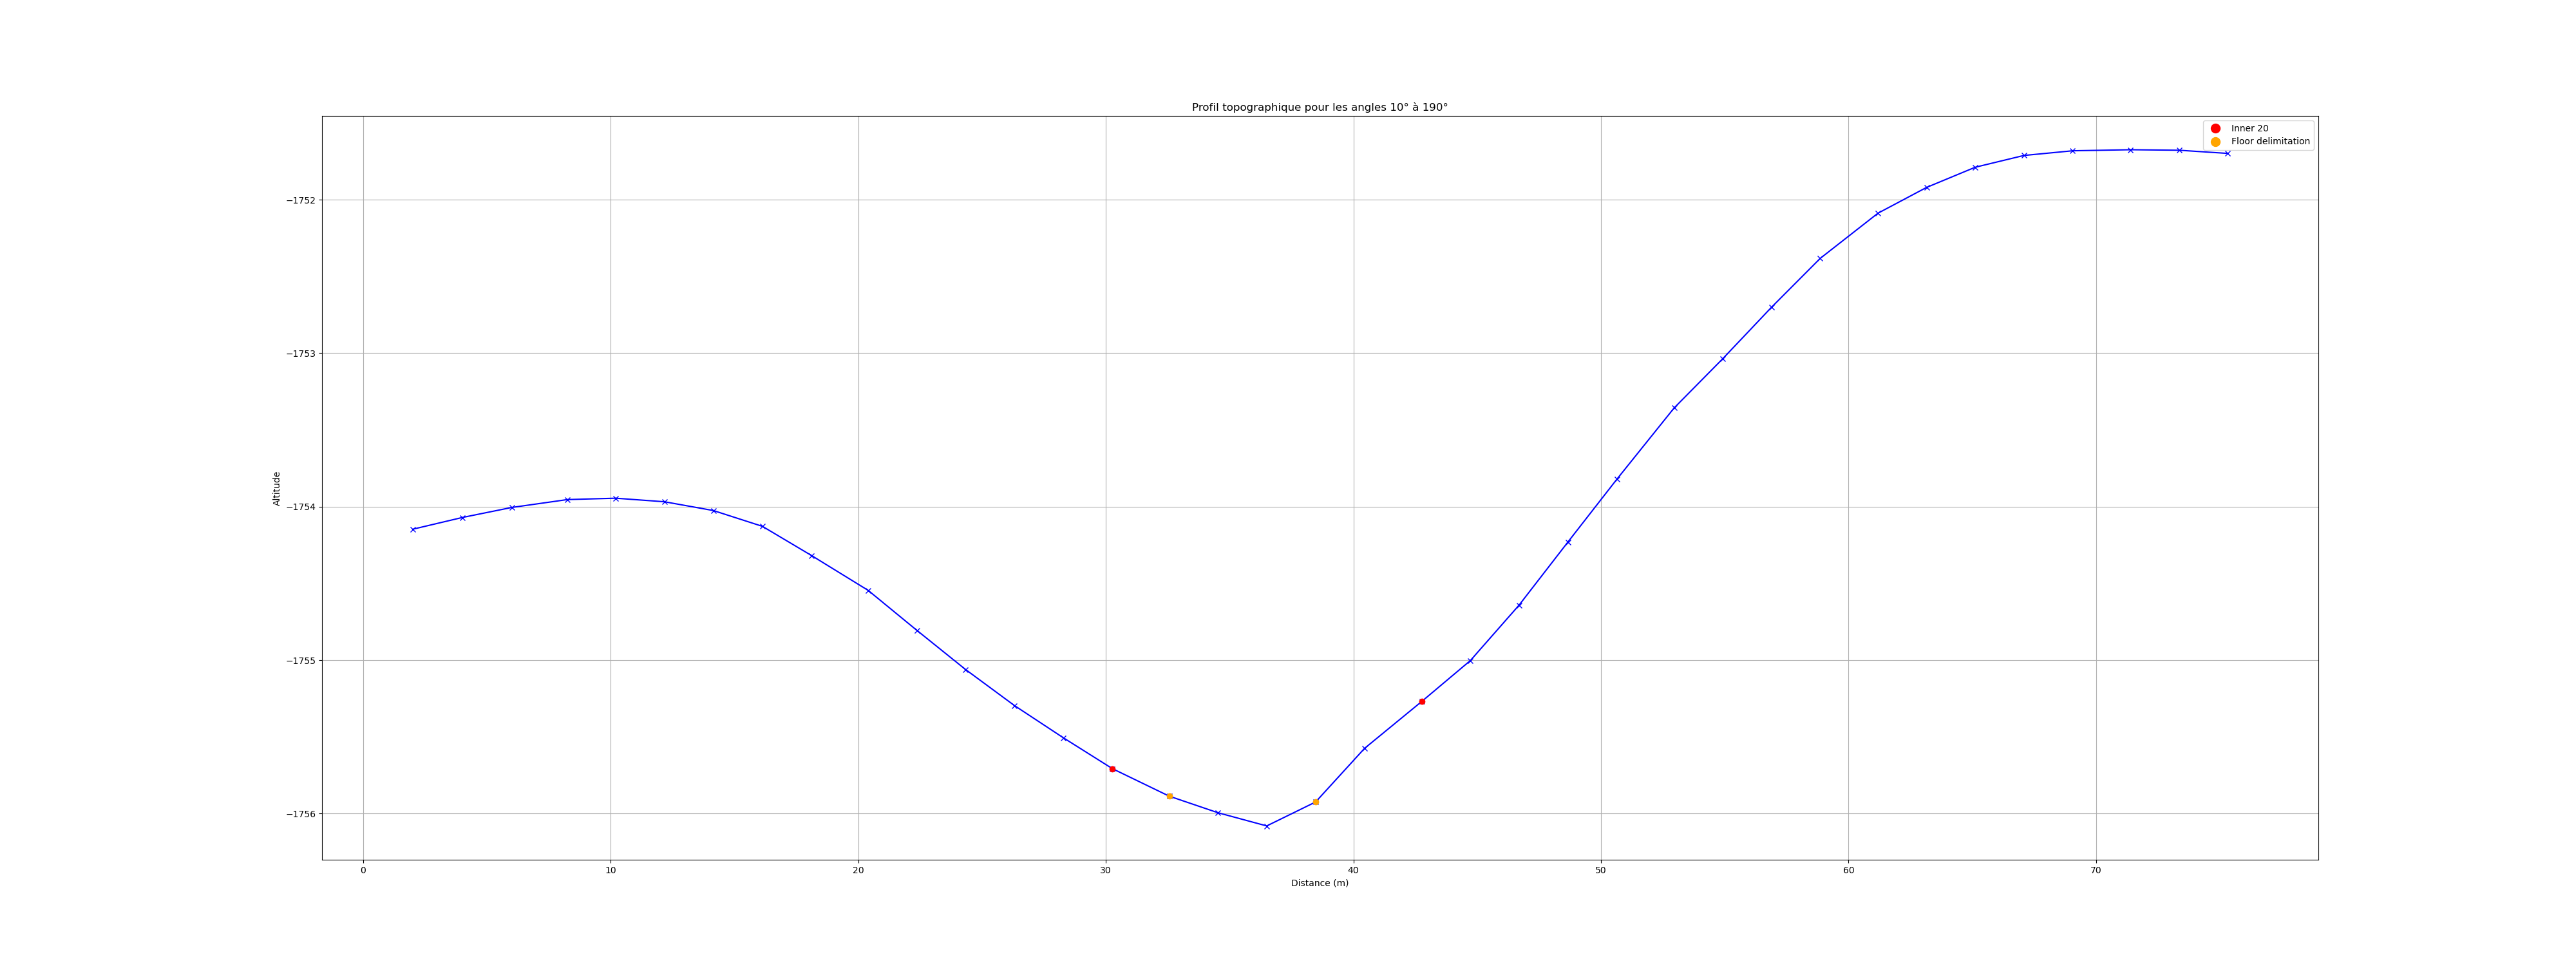 Profil topographique pour les angles 10° à 190°
Inner 20
Floor delimitation
−1752
−1753
−1754
−1755
−1756
Altitude
0 10 20 30 40 50 60 70
Distance (m)